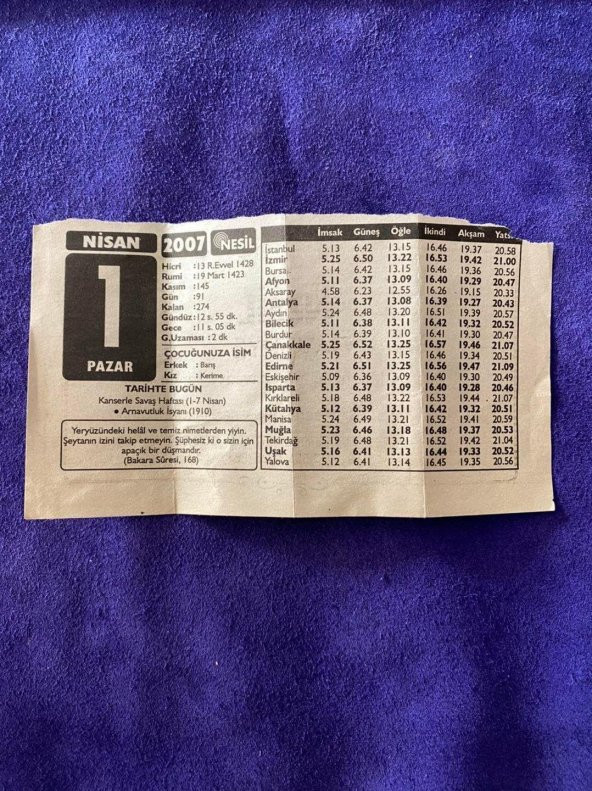 NİSAN
1
PAZAR
2007 NESİL
Hicri :13 R.Evvel 1428
Rumi :19 Mart 1423
Kasım :145
Gün :91
Kalan :274
Gündüz:12 s. 55 dk.
Gece :11 s. 05 dk
G.Uzaması: 2 dk
ÇOCUĞUNUZA İSİM
Erkek : Barış
Kız : Kerime
TARİHTE BUGÜN
Kanserle Savaş Haftası (1-7 Nisan)
● Arnavutluk İsyanı (1910)
Yeryüzündeki helâl ve temiz nimetlerden yiyin.
Şeytanın izini takip etmeyin. Şüphesiz ki o sizin için
apaçık bir düşmandır.
(Bakara Sûresi, 168)
İmsak Güneş Öğle İkindi Akşam Yatsı
İstanbul 5.13 6.42 13.15 16.46 19.37 20.58
İzmir 5.25 6.50 13.22 16.53 19.42 21.00
Bursa 5.14 6.42 13.15 16.46 19.36 20.56
Afyon 5.11 6.37 13.09 16.40 19.29 20.47
Aksaray 4.58 6.23 12.55 16.26 19.15 20.33
Antalya 5.14 6.37 13.08 16.39 19.27 20.43
Aydın 5.24 6.48 13.20 16.51 19.39 20.57
Bilecik 5.11 6.38 13.11 16.42 19.32 20.52
Burdur 5.14 6.39 13.10 16.41 19.30 20.47
Çanakkale 5.25 6.52 13.25 16.57 19.46 21.07
Denizli 5.21 6.45 13.15 16.46 19.34 20.51
Edirne 5.21 6.51 13.25 16.56 19.47 21.09
Eskişehir 5.09 6.36 13.09 16.40 19.30 20.49
Isparta 5.13 6.37 13.09 16.40 19.28 20.46
Kırklareli 5.18 6.48 13.22 16.53 19.44 21.07
Kütahya 5.12 6.39 13.11 16.42 19.32 20.51
Manisa 5.24 6.49 13.21 16.52 19.41 20.59
Muğla 5.23 6.46 13.18 16.48 19.37 20.53
Tekirdağ 5.19 6.48 13.21 16.52 19.42 21.04
Uşak 5.16 6.41 13.13 16.44 19.33 20.52
Yalova 5.12 6.41 13.14 16.45 19.35 20.56